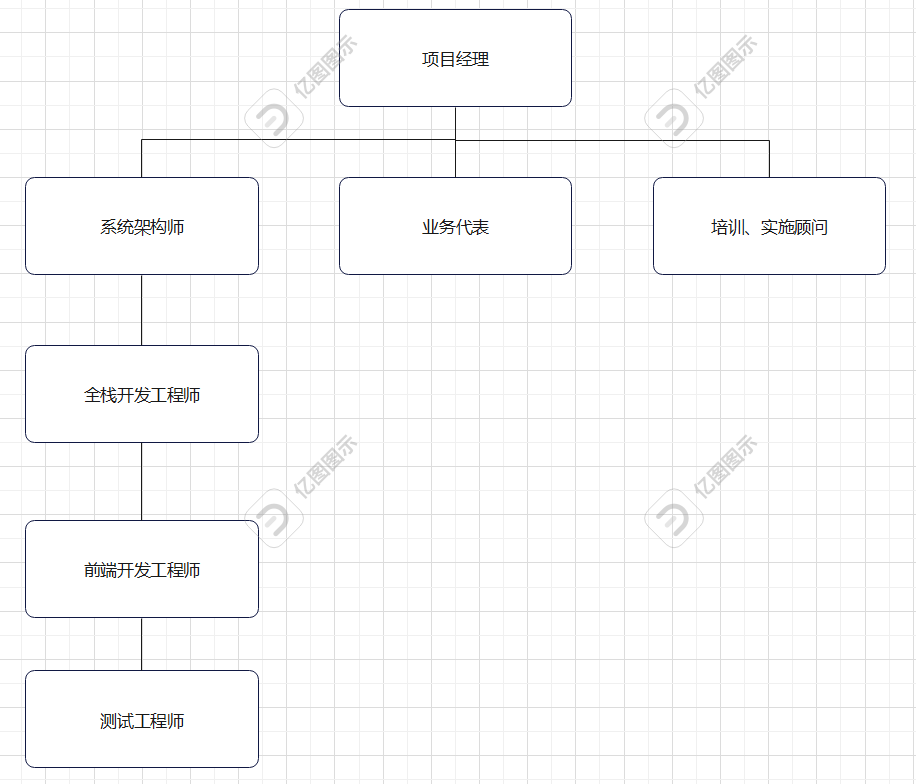 项目经理
亿图图示
亿图图示
系统架构师
业务代表
培训、实施顾问
全栈开发工程师
亿图图示
亿图图示
前端开发工程师
测试工程师